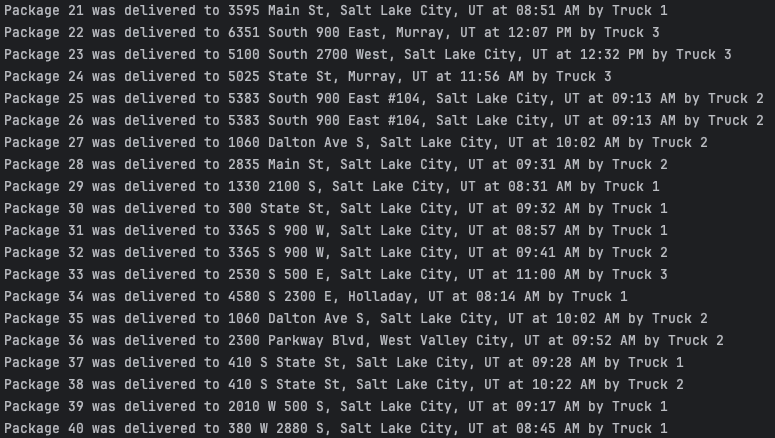 Package 21 was delivered to 3595 Main St, Salt Lake City, UT at 08:51 AM by Truck 1
Package 22 was delivered to 6351 South 900 East, Murray, UT at 12:07 PM by Truck 3
Package 23 was delivered to 5100 South 2700 West, Salt Lake City, UT at 12:32 PM by Truck 3
Package 24 was delivered to 5025 State St, Murray, UT at 11:56 AM by Truck 3
Package 25 was delivered to 5383 South 900 East #104, Salt Lake City, UT at 09:13 AM by Truck 2
Package 26 was delivered to 5383 South 900 East #104, Salt Lake City, UT at 09:13 AM by Truck 2
Package 27 was delivered to 1060 Dalton Ave S, Salt Lake City, UT at 10:02 AM by Truck 2
Package 28 was delivered to 2835 Main St, Salt Lake City, UT at 09:31 AM by Truck 2
Package 29 was delivered to 1330 2100 S, Salt Lake City, UT at 08:31 AM by Truck 1
Package 30 was delivered to 300 State St, Salt Lake City, UT at 09:32 AM by Truck 1
Package 31 was delivered to 3365 S 900 W, Salt Lake City, UT at 08:57 AM by Truck 1
Package 32 was delivered to 3365 S 900 W, Salt Lake City, UT at 09:41 AM by Truck 2
Package 33 was delivered to 2530 S 500 E, Salt Lake City, UT at 11:00 AM by Truck 3
Package 34 was delivered to 4580 S 2300 E, Holladay, UT at 08:14 AM by Truck 1
Package 35 was delivered to 1060 Dalton Ave S, Salt Lake City, UT at 10:02 AM by Truck 2
Package 36 was delivered to 2300 Parkway Blvd, West Valley City, UT at 09:52 AM by Truck 2
Package 37 was delivered to 410 S State St, Salt Lake City, UT at 09:28 AM by Truck 1
Package 38 was delivered to 410 S State St, Salt Lake City, UT at 10:22 AM by Truck 2
Package 39 was delivered to 2010 W 500 S, Salt Lake City, UT at 09:17 AM by Truck 1
Package 40 was delivered to 380 W 2880 S, Salt Lake City, UT at 08:45 AM by Truck 1